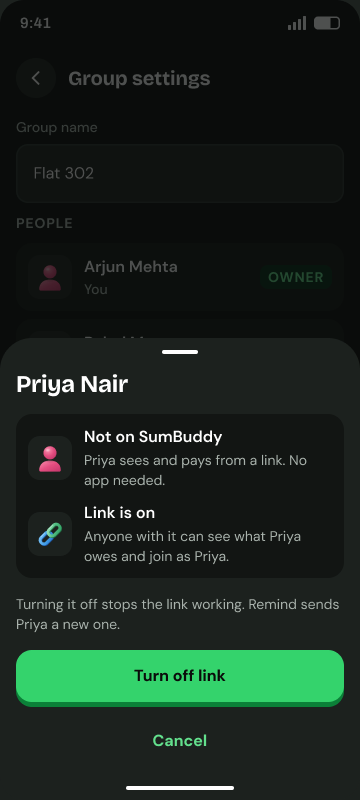 9:41
Group settings
Group name
Flat 302
PEOPLE
Arjun Mehta
You
OWNER
Priya Nair
Not on SumBuddy
Priya sees and pays from a link. No
app needed.
Link is on
Anyone with it can see what Priya
owes and join as Priya.
Turning it off stops the link working. Remind sends
Priya a new one.
Turn off link
Cancel